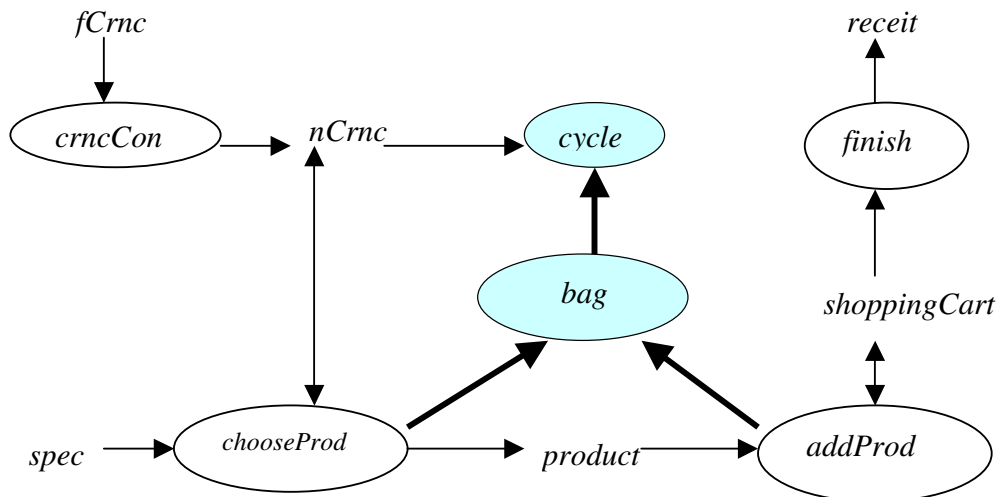 fCrnc
receit
crncCon
nCrnc
cycle
finish
bag
shoppingCart
spec
chooseProd
product
addProd